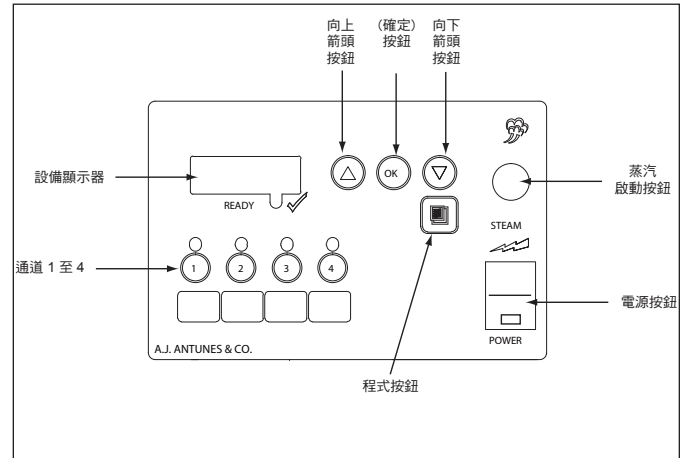 向上
箭頭
按鈕
（確定）
按鈕
向下
箭頭
按鈕
設備顯示器
READY
OK
蒸汽
啟動按鈕
STEAM
通道 1 至 4
1 2 3 4
電源按鈕
POWER
A.J. ANTUNES & CO.
程式按鈕